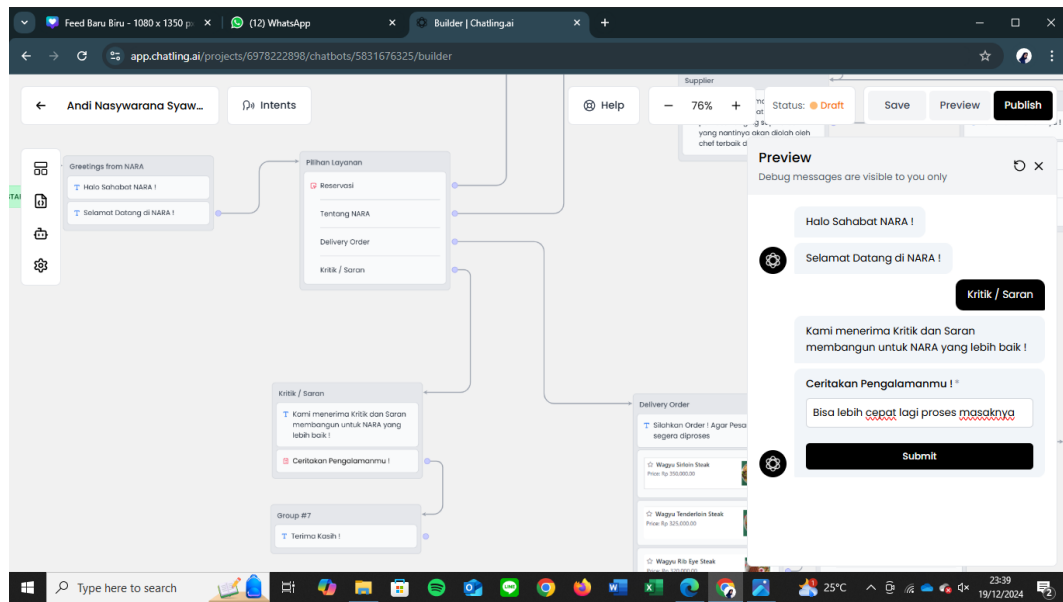 Feed Baru Biru - 1080 x 1350 p
(12) WhatsApp
Builder | Chatling.ai
app.chatling.ai/projects/6978222898/chatbots/5831676325/builder
Andi Nasywarana Syaw...
Intents
Help
76%
Status: Draft
Save
Preview
Publish
Supplier
yang nantinya akan diolah oleh
chef terbaik d
Greetings from NARA
Halo Sahabat NARA !
Selamat Datang di NARA !
Pilihan Layanan
Reservasi
Tentang NARA
Delivery Order
Kritik / Saran
Kritik / Saran
Kami menerima Kritik dan Saran
membangun untuk NARA yang
lebih baik !
Ceritakan Pengalamanmu !
Group #7
Terima Kasih !
Delivery Order
Silahkan Order ! Agar Pesa
segera diproses
Wagyu Sirloin Steak
Price: Rp 350,000.00
Wagyu Tenderloin Steak
Price: Rp 325,000.00
Wagyu Rib Eye Steak
Preview
Debug messages are visible to you only
Halo Sahabat NARA !
Selamat Datang di NARA !
Kritik / Saran
Kami menerima Kritik dan Saran
membangun untuk NARA yang lebih baik !
Ceritakan Pengalamanmu ! *
Bisa lebih cepat lagi proses masaknya
Submit
Type here to search
25°C
23:39
19/12/2024